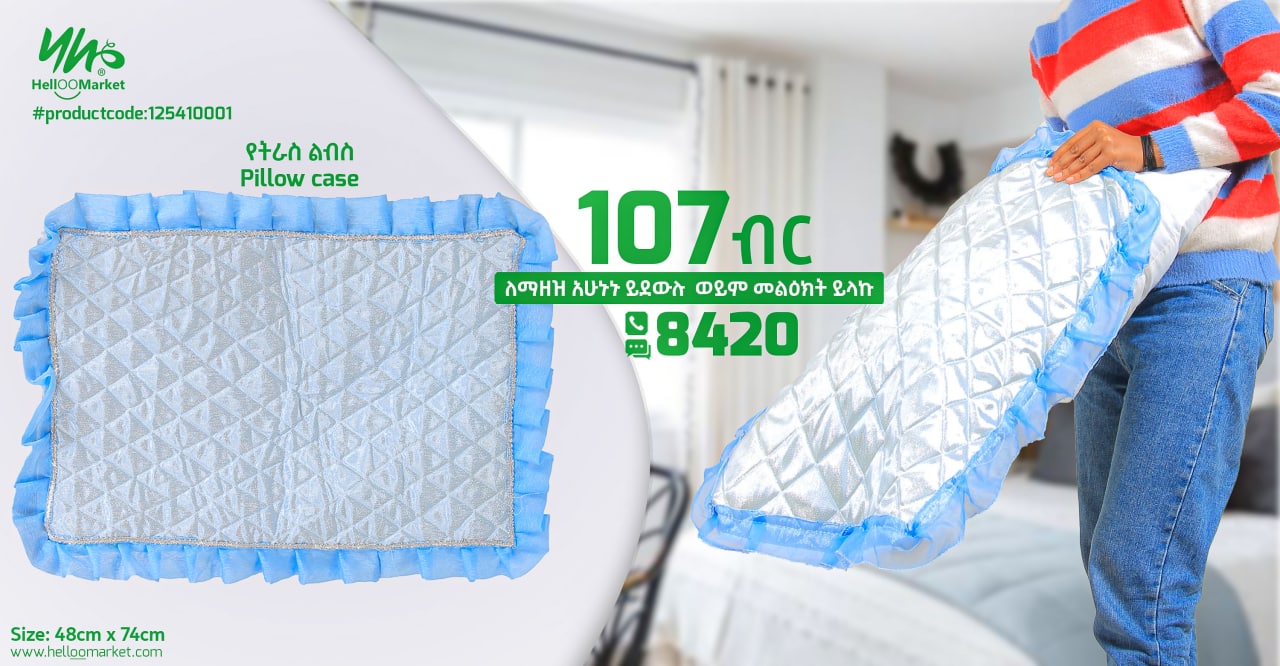 ሃሎ
HellOOMarket
#productcode:125410001
የትራስ ልብስ
Pillow case
107ብር
ለማዘዝ አሁኑኑ ይደውሉ ወይም መልዕክት ይላኩ
8420
Size: 48cm x 74cm
www.helloomarket.com